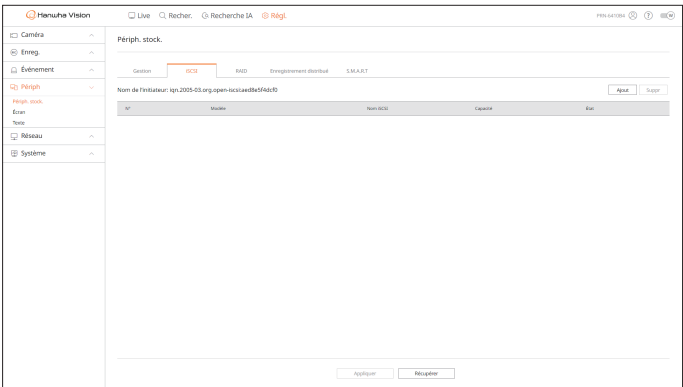 Hanwha Vision
Live Recher. Recherche IA Régl.
PRN-6410B4
Caméra
Enreg.
Événement
Périph
Périph. stock.
Écran
Texte
Réseau
Système
Périph. stock.
Gestion iSCSI RAID Enregistrement distribué S.M.A.R.T
Nom de l'initiateur: iqn.2005-03.org.open-iscsi:aed8e5f4dcf0
Ajout Suppr
N° Modèle Nom iSCSI Capacité État
Appliquer Récupérer